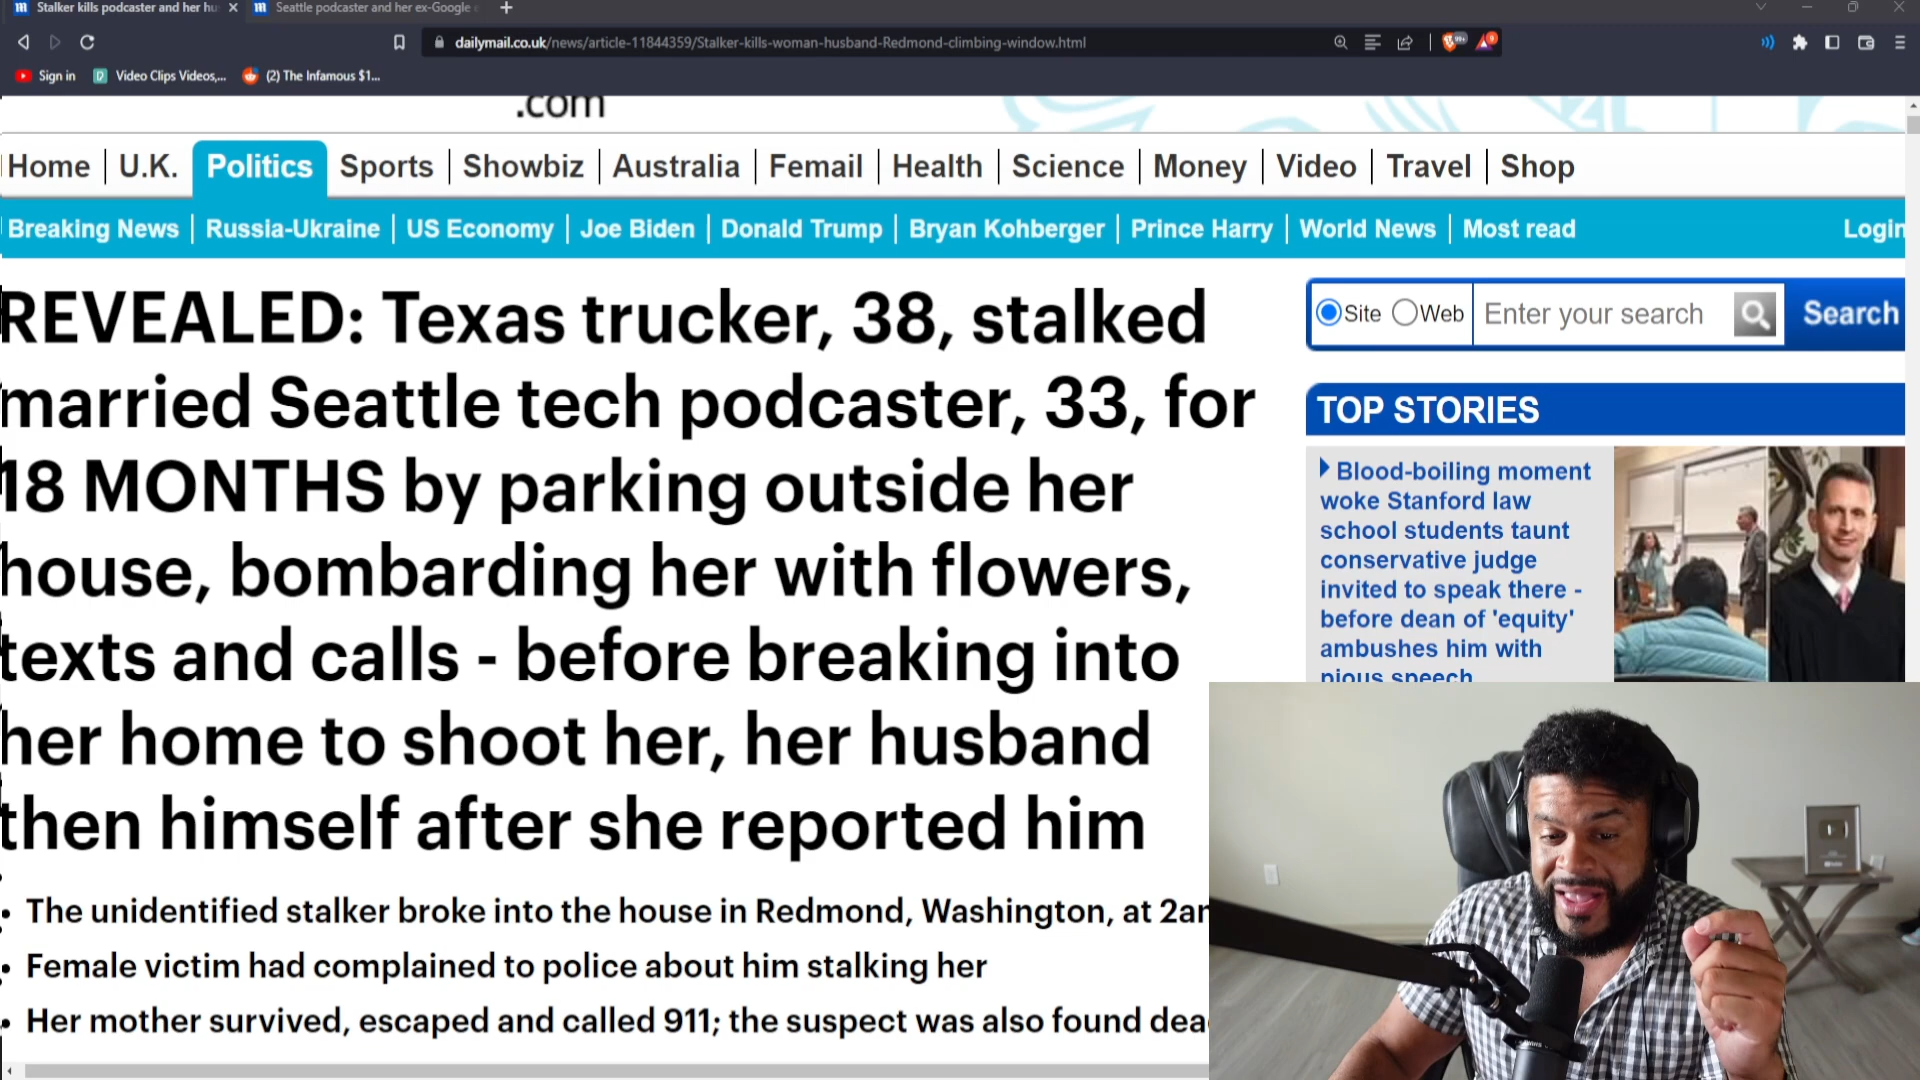 Stalker kills podcaster and her hu
Seattle podcaster and her ex-Google
dailymail.co.uk/news/article-11844359/Stalker-kills-woman-husband-Redmond-climbing-window.html
99+
9
Sign in
Video Clips Videos,...
(2) The Infamous $1...
.com
Home
U.K.
Politics
Sports
Showbiz
Australia
Femail
Health
Science
Money
Video
Travel
Shop
Breaking News
Russia-Ukraine
US Economy
Joe Biden
Donald Trump
Bryan Kohberger
Prince Harry
World News
Most read
Login
REVEALED: Texas trucker, 38, stalked
married Seattle tech podcaster, 33, for
18 MONTHS by parking outside her
house, bombarding her with flowers,
texts and calls - before breaking into
her home to shoot her, her husband
then himself after she reported him
• The unidentified stalker broke into the house in Redmond, Washington, at 2am
• Female victim had complained to police about him stalking her
• Her mother survived, escaped and called 911; the suspect was also found dea
Site
Web
Enter your search
Search
TOP STORIES
Blood-boiling moment
woke Stanford law
school students taunt
conservative judge
invited to speak there -
before dean of 'equity'
ambushes him with
pious speech